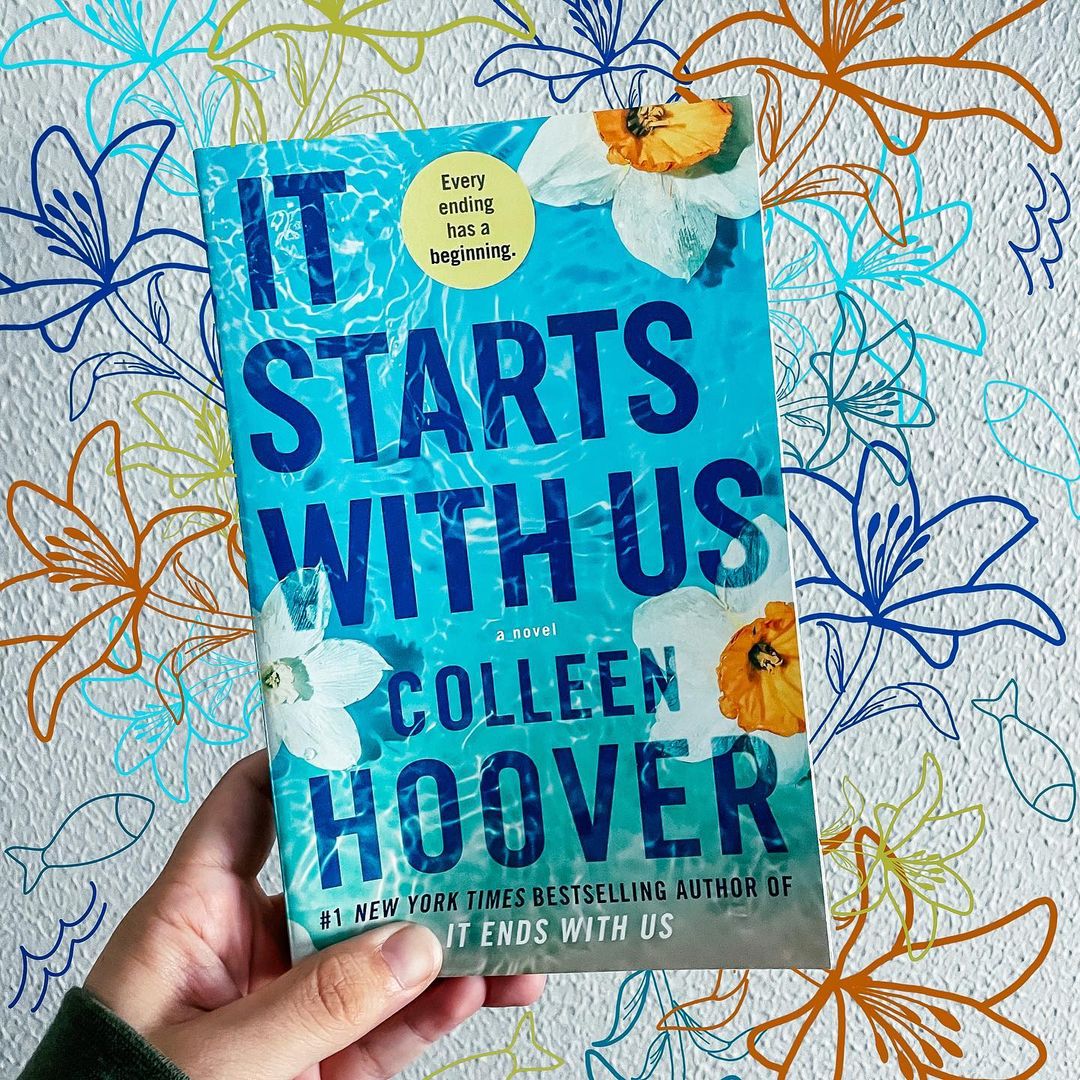 IT
Every
ending
has a
beginning.
STARTS
WITH US
a novel
COLLEEN
HOOVER
#1 NEW YORK TIMES BESTSELLING AUTHOR OF
IT ENDS WITH US